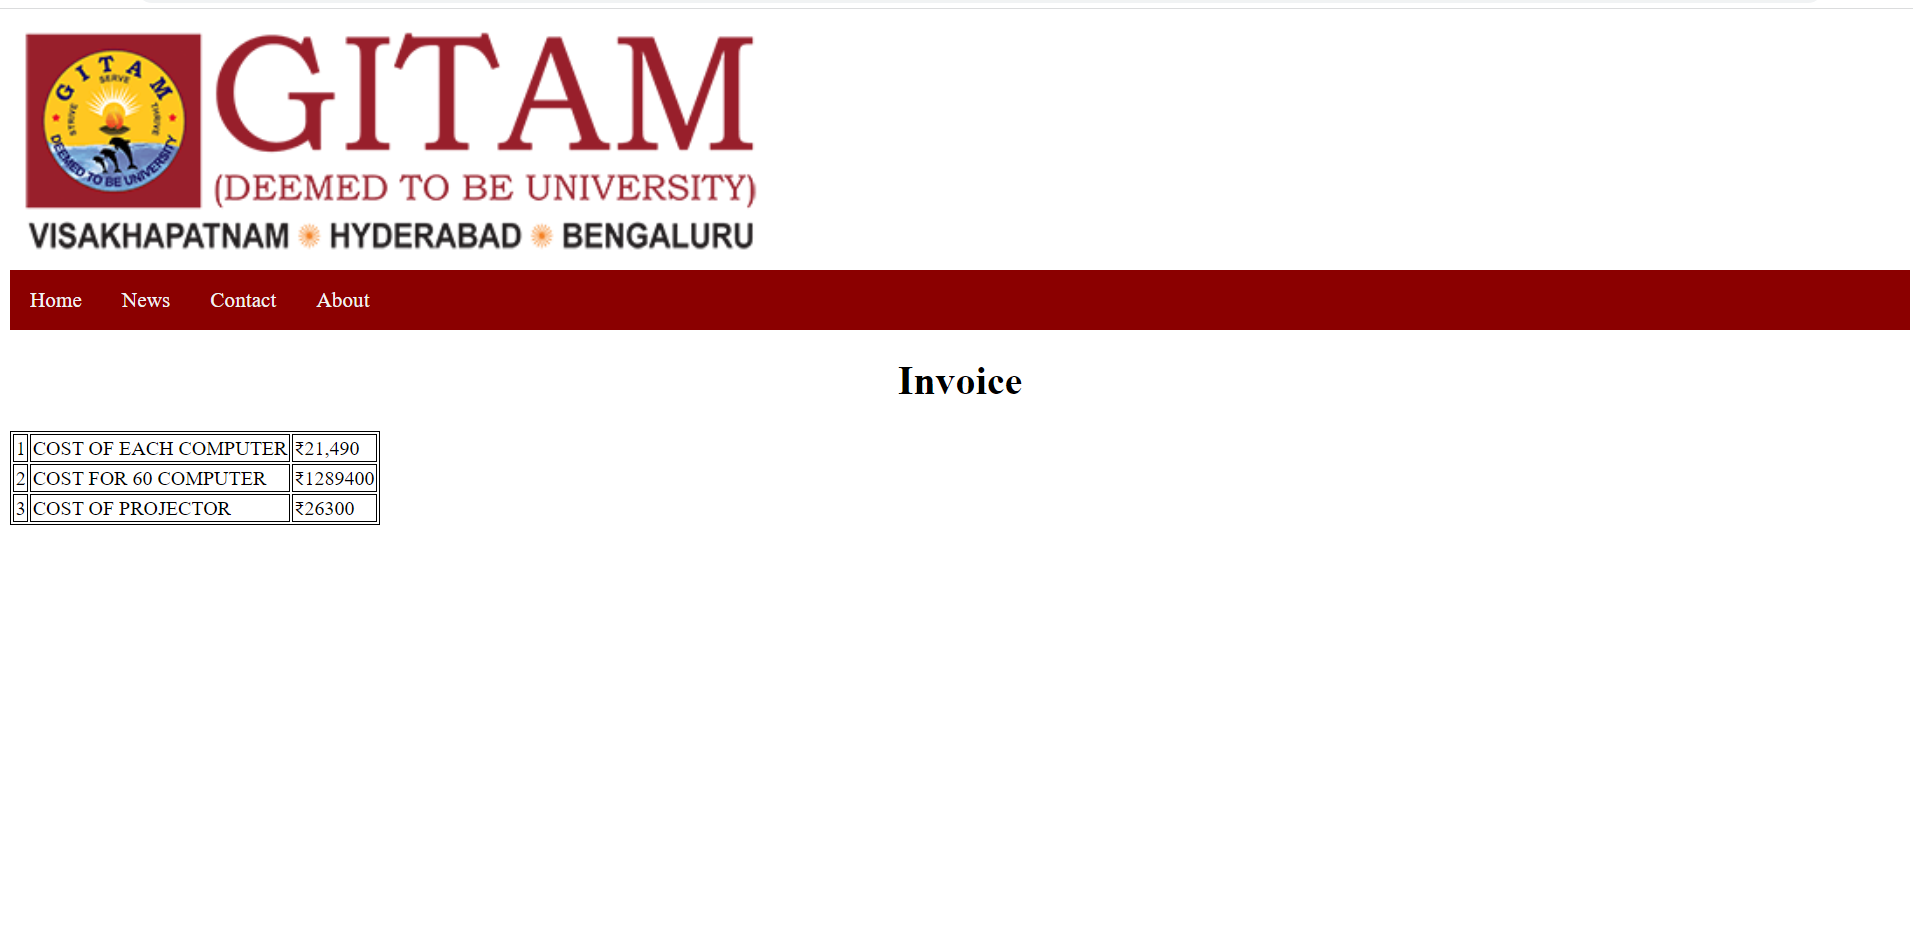 GITAM
SERVE
STRIVE
THRIVE
DEEMED TO BE UNIVERSITY
GITAM
(DEEMED TO BE UNIVERSITY)
VISAKHAPATNAM HYDERABAD BENGALURU
Home News Contact About
Invoice
1 COST OF EACH COMPUTER ₹21,490
2 COST FOR 60 COMPUTER ₹1289400
3 COST OF PROJECTOR ₹26300